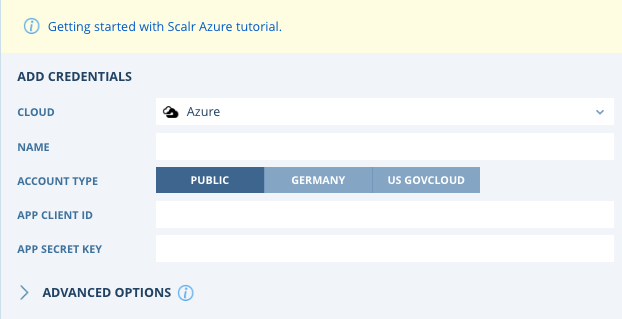 Getting started with Scalr Azure tutorial.
ADD CREDENTIALS
CLOUD Azure
NAME
ACCOUNT TYPE PUBLIC GERMANY US GOVCLOUD
APP CLIENT ID
APP SECRET KEY
ADVANCED OPTIONS